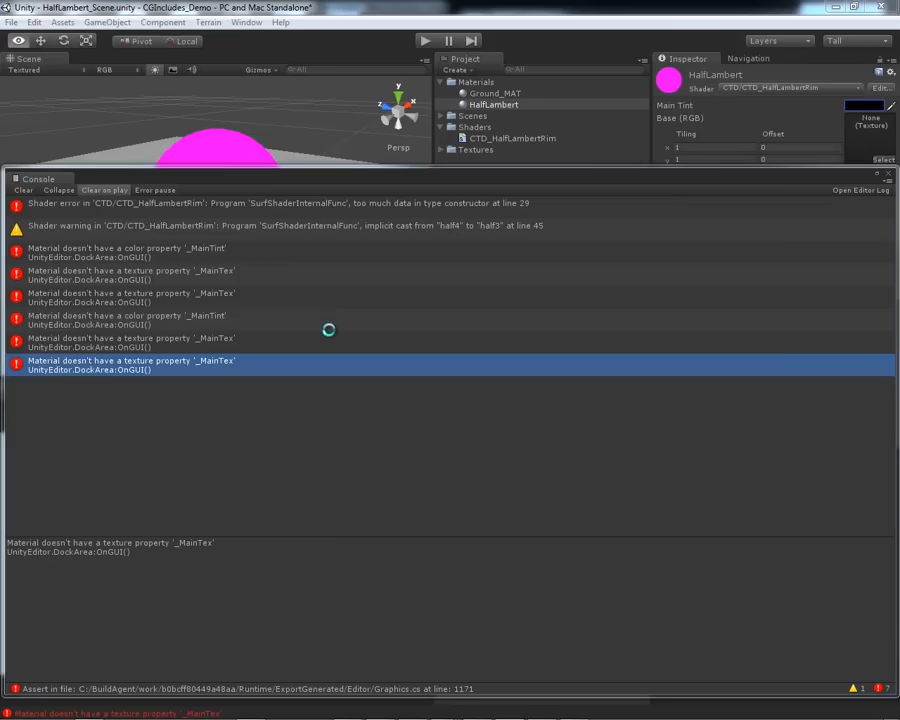 Unity - HalfLambert_Scene.unity - CGIncludes_Demo - PC and Mac Standalone*
File Edit Assets GameObject Component Terrain Window Help
Pivot Local Layers Tall
Scene
Textured RGB Gizmos All
y
x
z
Persp
Project
Create All
Materials
Ground_MAT
HalfLambert
Scenes
Shaders
CTD_HalfLambertRim
Textures
Inspector Navigation
HalfLambert
Shader CTD/CTD_HalfLambertRim Edit...
Main Tint
Base (RGB) None (Texture)
Tiling Offset
x 1 0
y 1 0 Select
Console
Clear Collapse Clear on play Error pause Open Editor Log
Shader error in 'CTD/CTD_HalfLambertRim': Program 'SurfShaderInternalFunc', too much data in type constructor at line 29
Shader warning in 'CTD/CTD_HalfLambertRim': Program 'SurfShaderInternalFunc', implicit cast from "half4" to "half3" at line 45
Material doesn't have a color property '_MainTint'
UnityEditor.DockArea:OnGUI()
Material doesn't have a texture property '_MainTex'
UnityEditor.DockArea:OnGUI()
Material doesn't have a texture property '_MainTex'
UnityEditor.DockArea:OnGUI()
Material doesn't have a color property '_MainTint'
UnityEditor.DockArea:OnGUI()
Material doesn't have a texture property '_MainTex'
UnityEditor.DockArea:OnGUI()
Material doesn't have a texture property '_MainTex'
UnityEditor.DockArea:OnGUI()
Material doesn't have a texture property '_MainTex'
UnityEditor.DockArea:OnGUI()
Assert in file: C:/BuildAgent/work/b0bcff80449a48aa/Runtime/ExportGenerated/Editor/Graphics.cs at line: 1171
1 7
Material doesn't have a texture property '_MainTex'